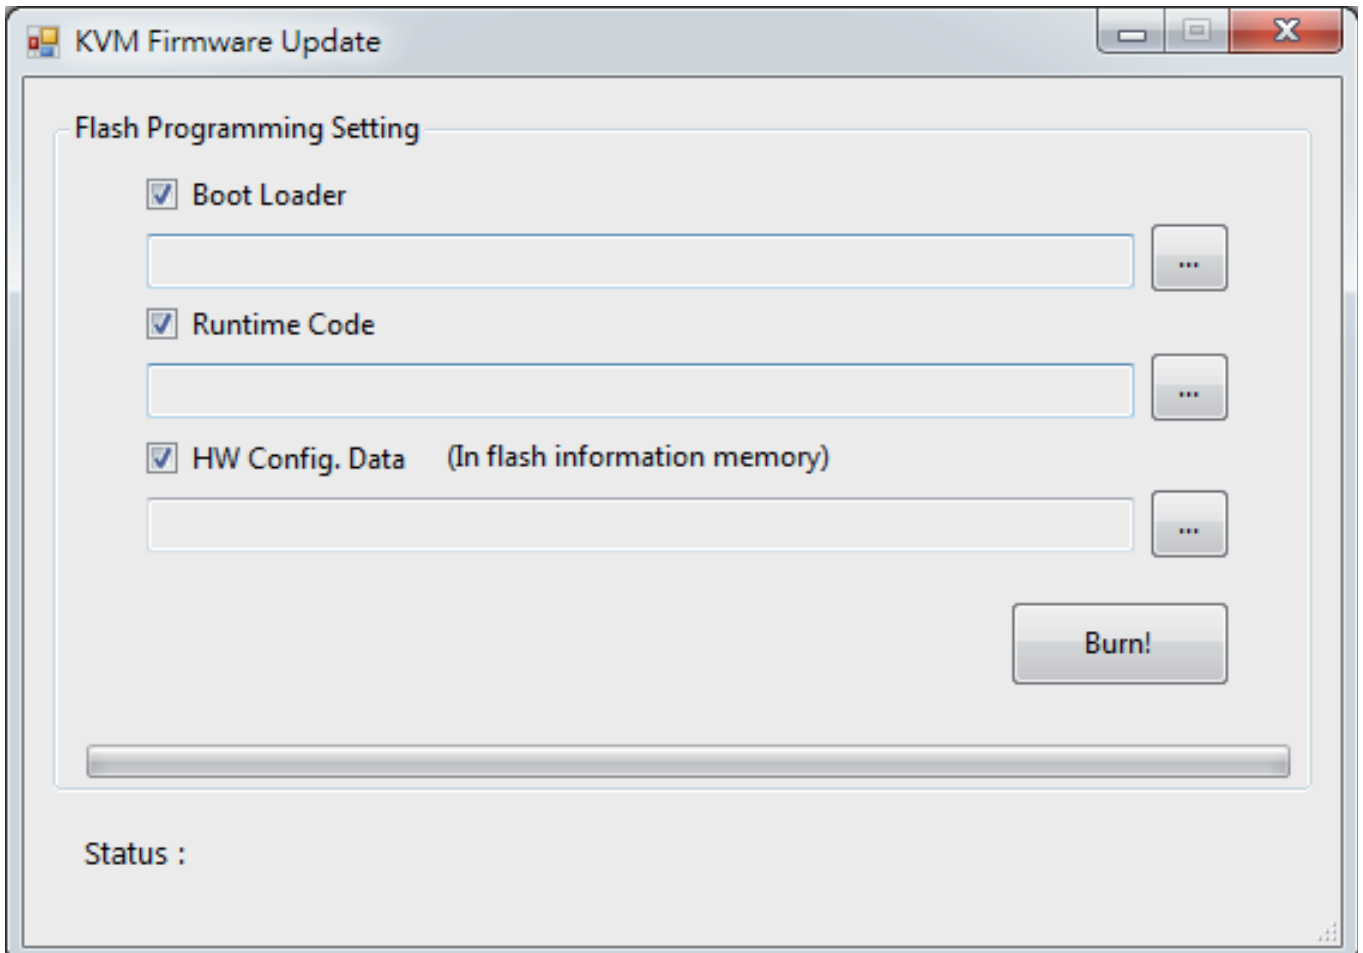 KVM Firmware Update
Flash Programming Setting
Boot Loader
...
Runtime Code
...
HW Config. Data (In flash information memory)
...
Burn!
Status :